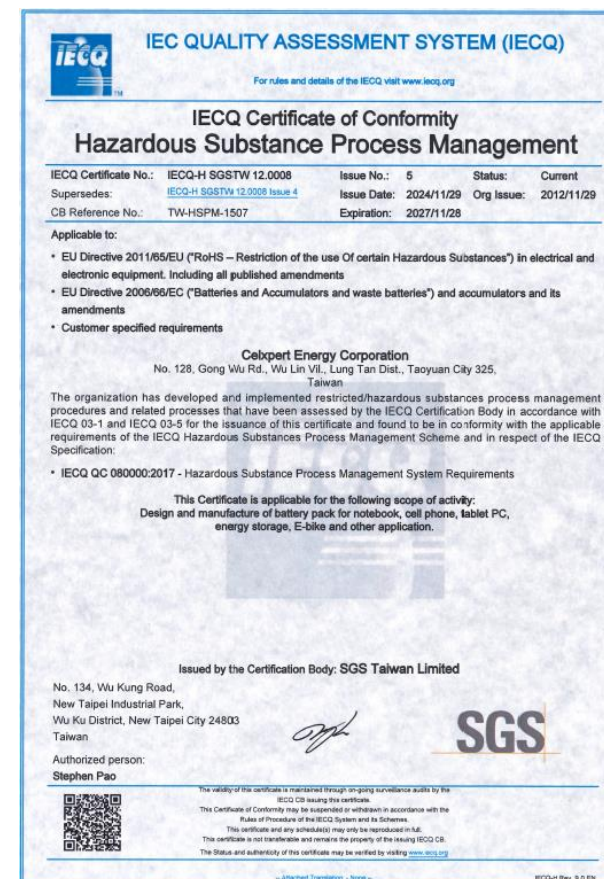 IECQ
TM
IEC QUALITY ASSESSMENT SYSTEM (IECQ)
For rules and details of the IECQ visit www.iecq.org
IECQ Certificate of Conformity
Hazardous Substance Process Management
IECQ Certificate No.: IECQ-H SGSTW 12.0008 Issue No.: 5 Status: Current
Supersedes: IECQ-H SGSTW 12.0008 Issue 4 Issue Date: 2024/11/29 Org Issue: 2012/11/29
CB Reference No.: TW-HSPM-1507 Expiration: 2027/11/28
Applicable to:
• EU Directive 2011/65/EU ("RoHS – Restriction of the use Of certain Hazardous Substances") in electrical and
electronic equipment. Including all published amendments
• EU Directive 2006/66/EC ("Batteries and Accumulators and waste batteries") and accumulators and its
amendments
• Customer specified requirements
Celxpert Energy Corporation
No. 128, Gong Wu Rd., Wu Lin Vil., Lung Tan Dist., Taoyuan City 325,
Taiwan
The organization has developed and implemented restricted/hazardous substances process management
procedures and related processes that have been assessed by the IECQ Certification Body in accordance with
IECQ 03-1 and IECQ 03-5 for the issuance of this certificate and found to be in conformity with the applicable
requirements of the IECQ Hazardous Substances Process Management Scheme and in respect of the IECQ
Specification:
• IECQ QC 080000:2017 - Hazardous Substance Process Management System Requirements
This Certificate is applicable for the following scope of activity:
Design and manufacture of battery pack for notebook, cell phone, tablet PC,
energy storage, E-bike and other application.
Issued by the Certification Body: SGS Taiwan Limited
No. 134, Wu Kung Road,
New Taipei Industrial Park,
Wu Ku District, New Taipei City 24803
Taiwan
SGS
Authorized person:
Stephen Pao
The validity of this certificate is maintained through on-going surveillance audits by the
IECQ CB issuing this certificate.
This Certificate of Conformity may be suspended or withdrawn in accordance with the
Rules of Procedure of the IECQ System and its Schemes.
This certificate and any schedule(s) may only be reproduced in full.
This certificate is not transferable and remains the property of the issuing IECQ CB.
The Status and authenticity of this certificate may be verified by visiting www.iecq.org
– Attached Translation - None –
IECQ-H Rev. 9.0 EN